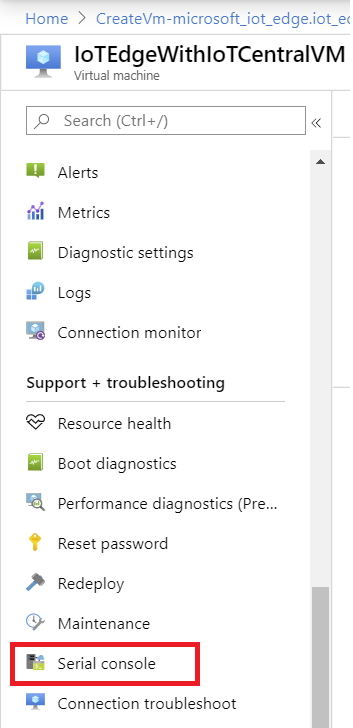 Home > CreateVm-microsoft_iot_edge.iot_ed
IoTEdgeWithIoTCentralVM
Virtual machine
Search (Ctrl+/)
«
Alerts
Metrics
Diagnostic settings
Logs
Connection monitor
Support + troubleshooting
Resource health
Boot diagnostics
Performance diagnostics (Pre...
Reset password
Redeploy
Maintenance
Serial console
Connection troubleshoot